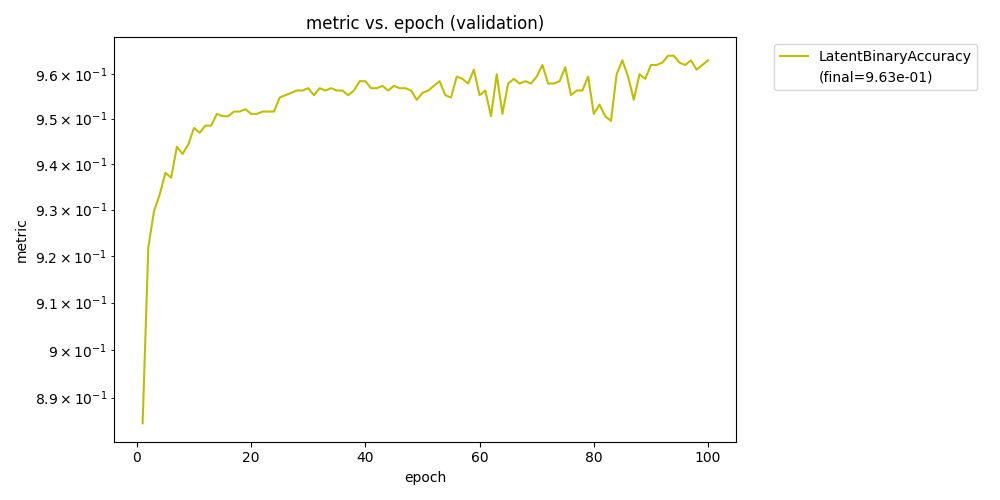 metric vs. epoch (validation)
LatentBinaryAccuracy
(final=9.63e-01)
9.6 × 10⁻¹
9.5 × 10⁻¹
9.4 × 10⁻¹
9.3 × 10⁻¹
9.2 × 10⁻¹
9.1 × 10⁻¹
9 × 10⁻¹
8.9 × 10⁻¹
metric
0 20 40 60 80 100
epoch